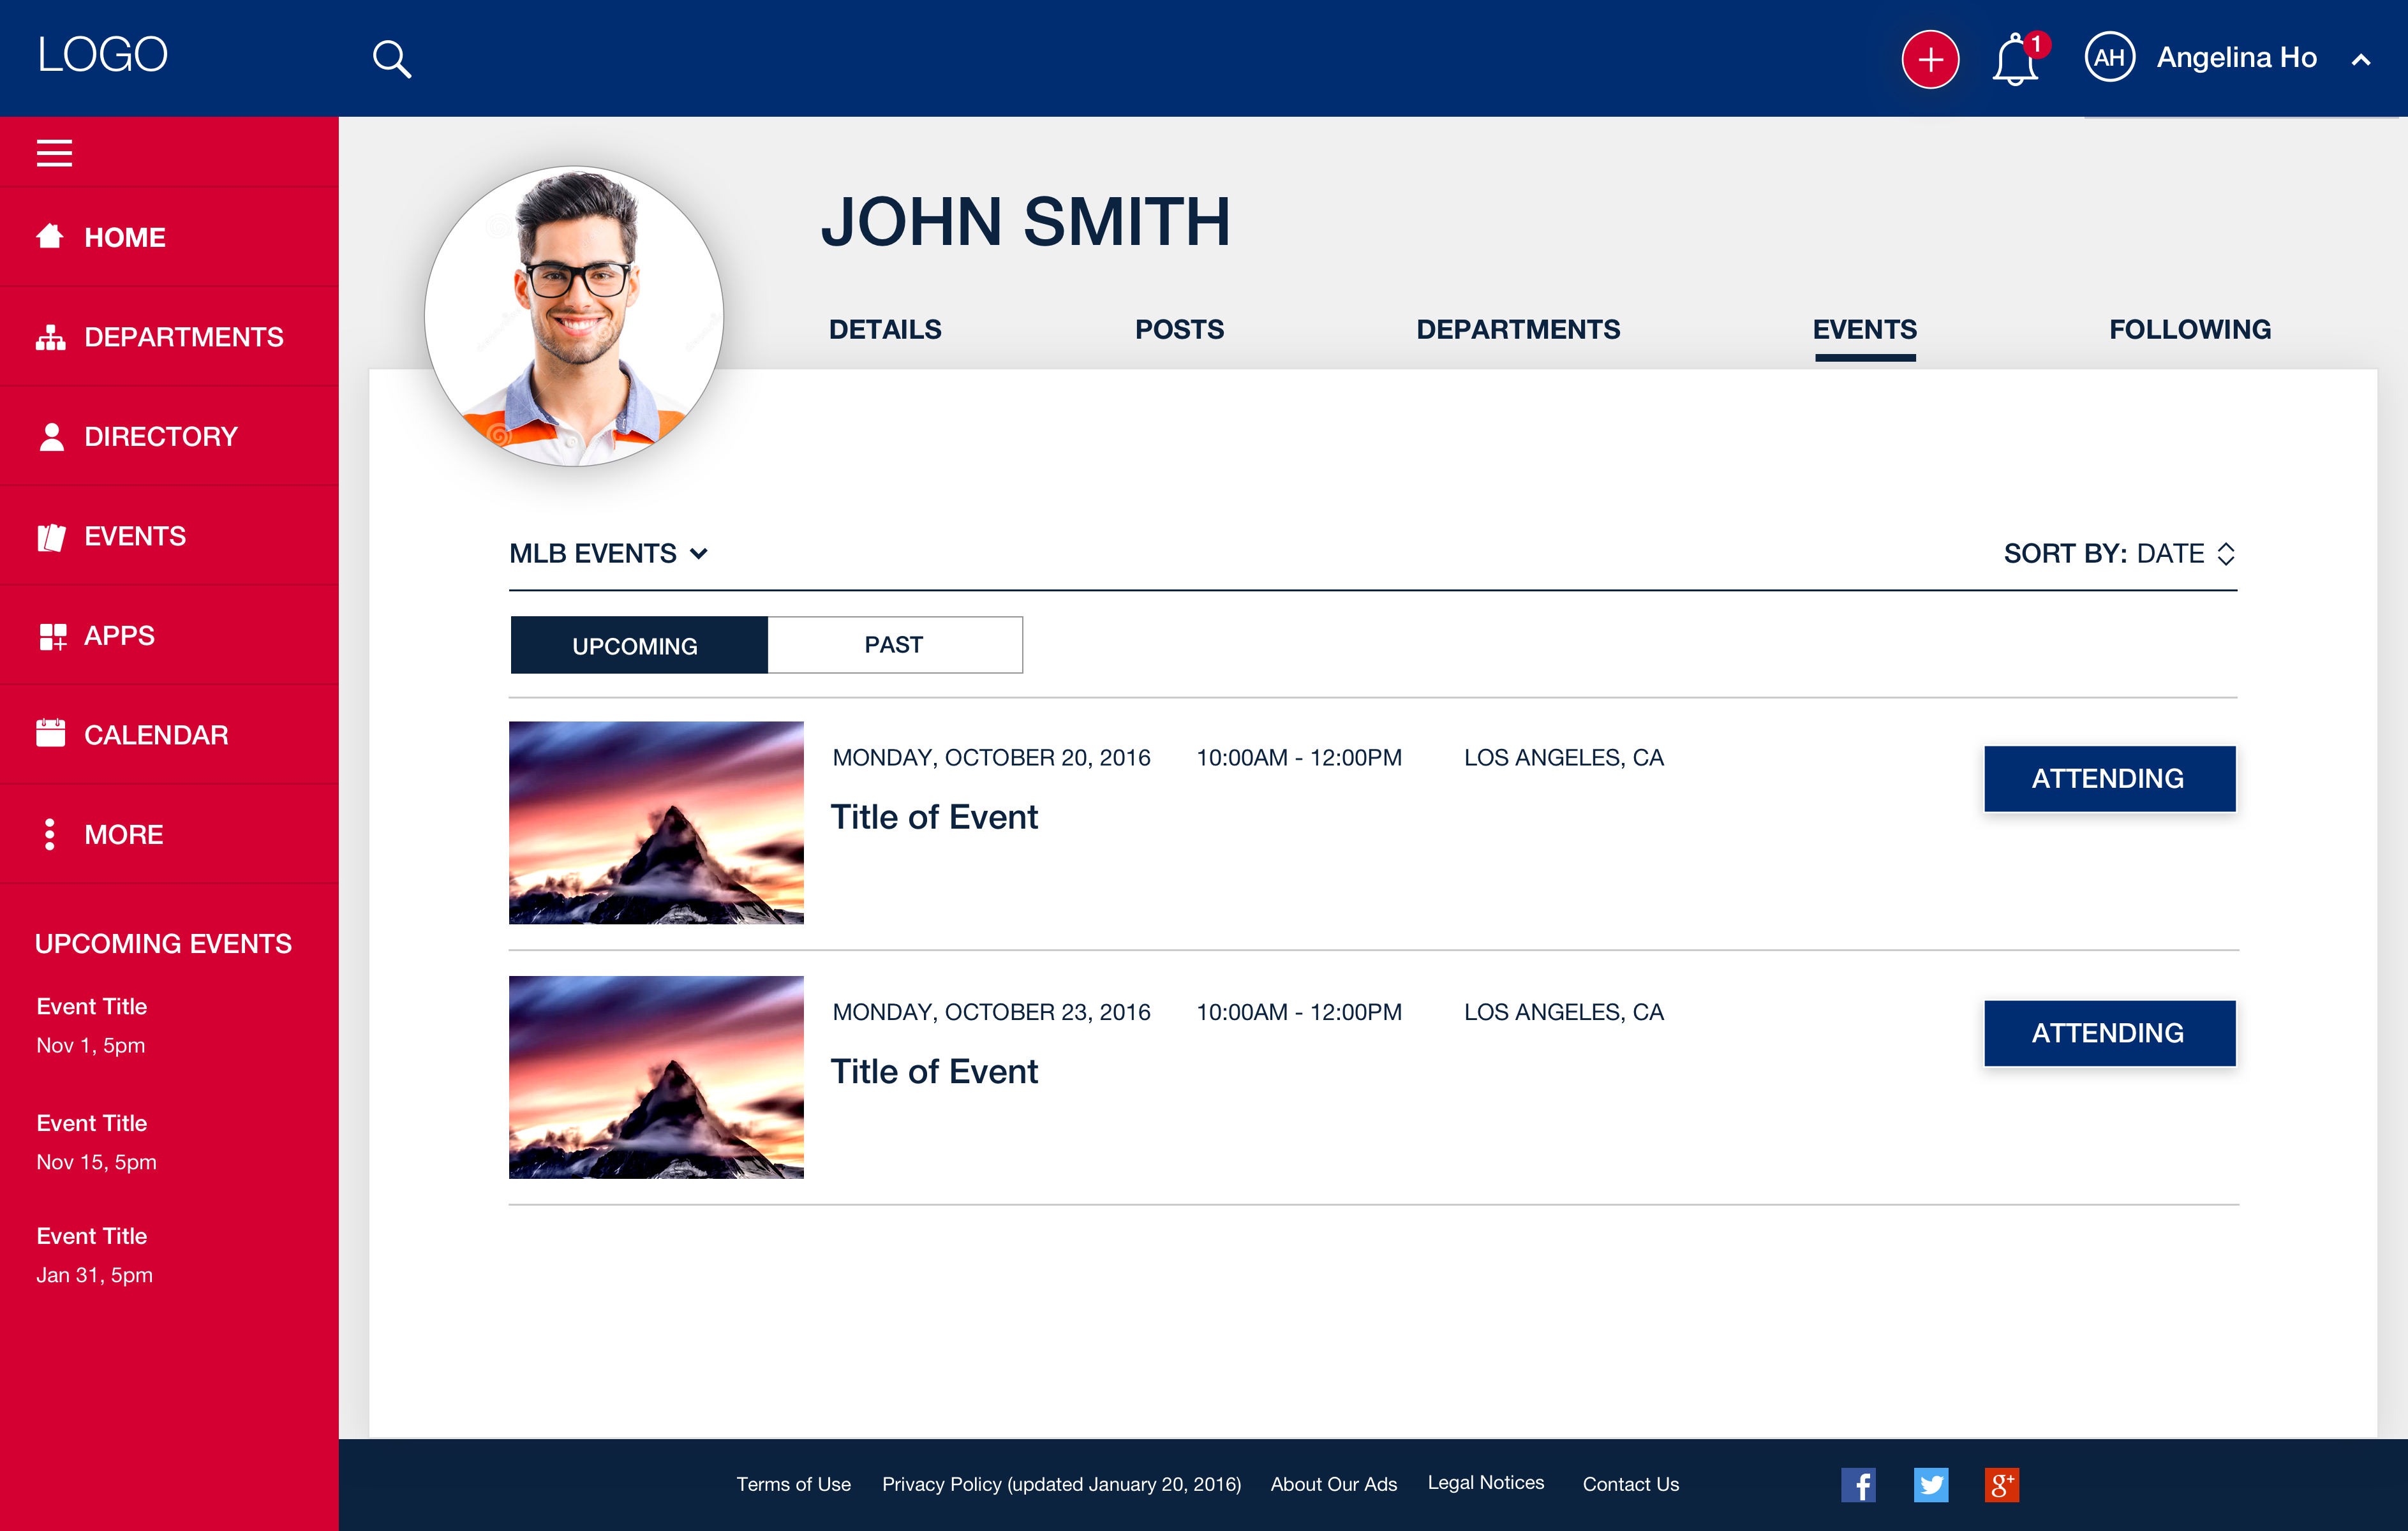 LOGO
1
AH
Angelina Ho
HOME
DEPARTMENTS
DIRECTORY
EVENTS
APPS
CALENDAR
MORE
UPCOMING EVENTS
Event Title
Nov 1, 5pm
Event Title
Nov 15, 5pm
Event Title
Jan 31, 5pm
JOHN SMITH
DETAILS POSTS DEPARTMENTS EVENTS FOLLOWING
MLB EVENTS
SORT BY: DATE
UPCOMING PAST
MONDAY, OCTOBER 20, 2016 10:00AM - 12:00PM LOS ANGELES, CA
ATTENDING
Title of Event
MONDAY, OCTOBER 23, 2016 10:00AM - 12:00PM LOS ANGELES, CA
ATTENDING
Title of Event
Terms of Use Privacy Policy (updated January 20, 2016) About Our Ads Legal Notices Contact Us
f
g+